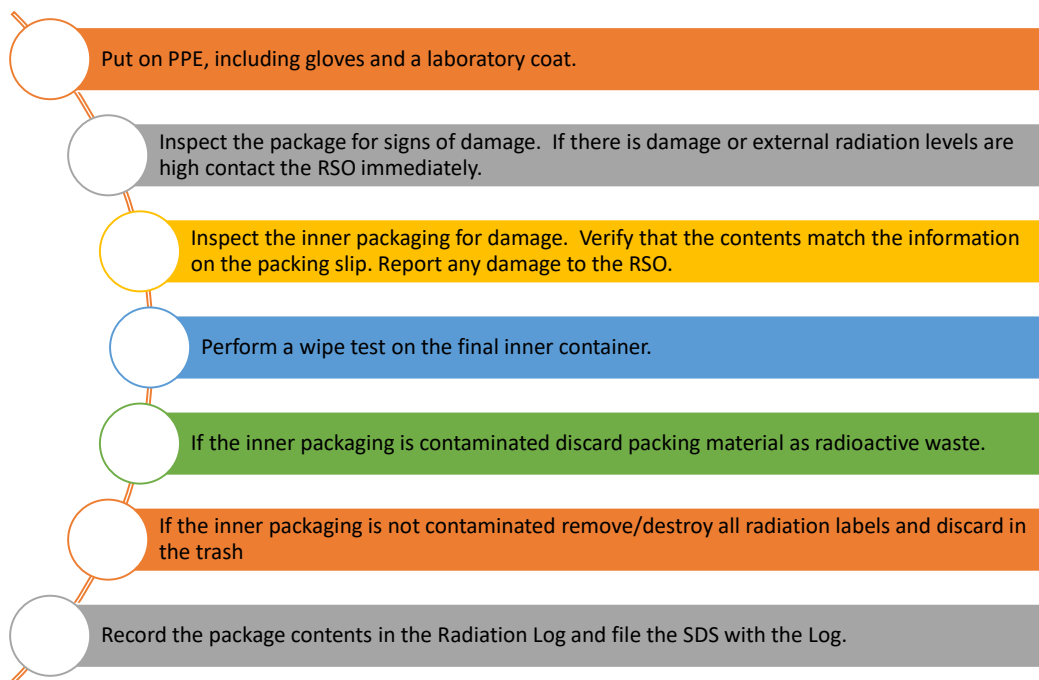 Put on PPE, including gloves and a laboratory coat.
Inspect the package for signs of damage.  If there is damage or external radiation levels are
high contact the RSO immediately.
Inspect the inner packaging for damage.  Verify that the contents match the information
on the packing slip. Report any damage to the RSO.
Perform a wipe test on the final inner container.
If the inner packaging is contaminated discard packing material as radioactive waste.
If the inner packaging is not contaminated remove/destroy all radiation labels and discard in
the trash
Record the package contents in the Radiation Log and file the SDS with the Log.